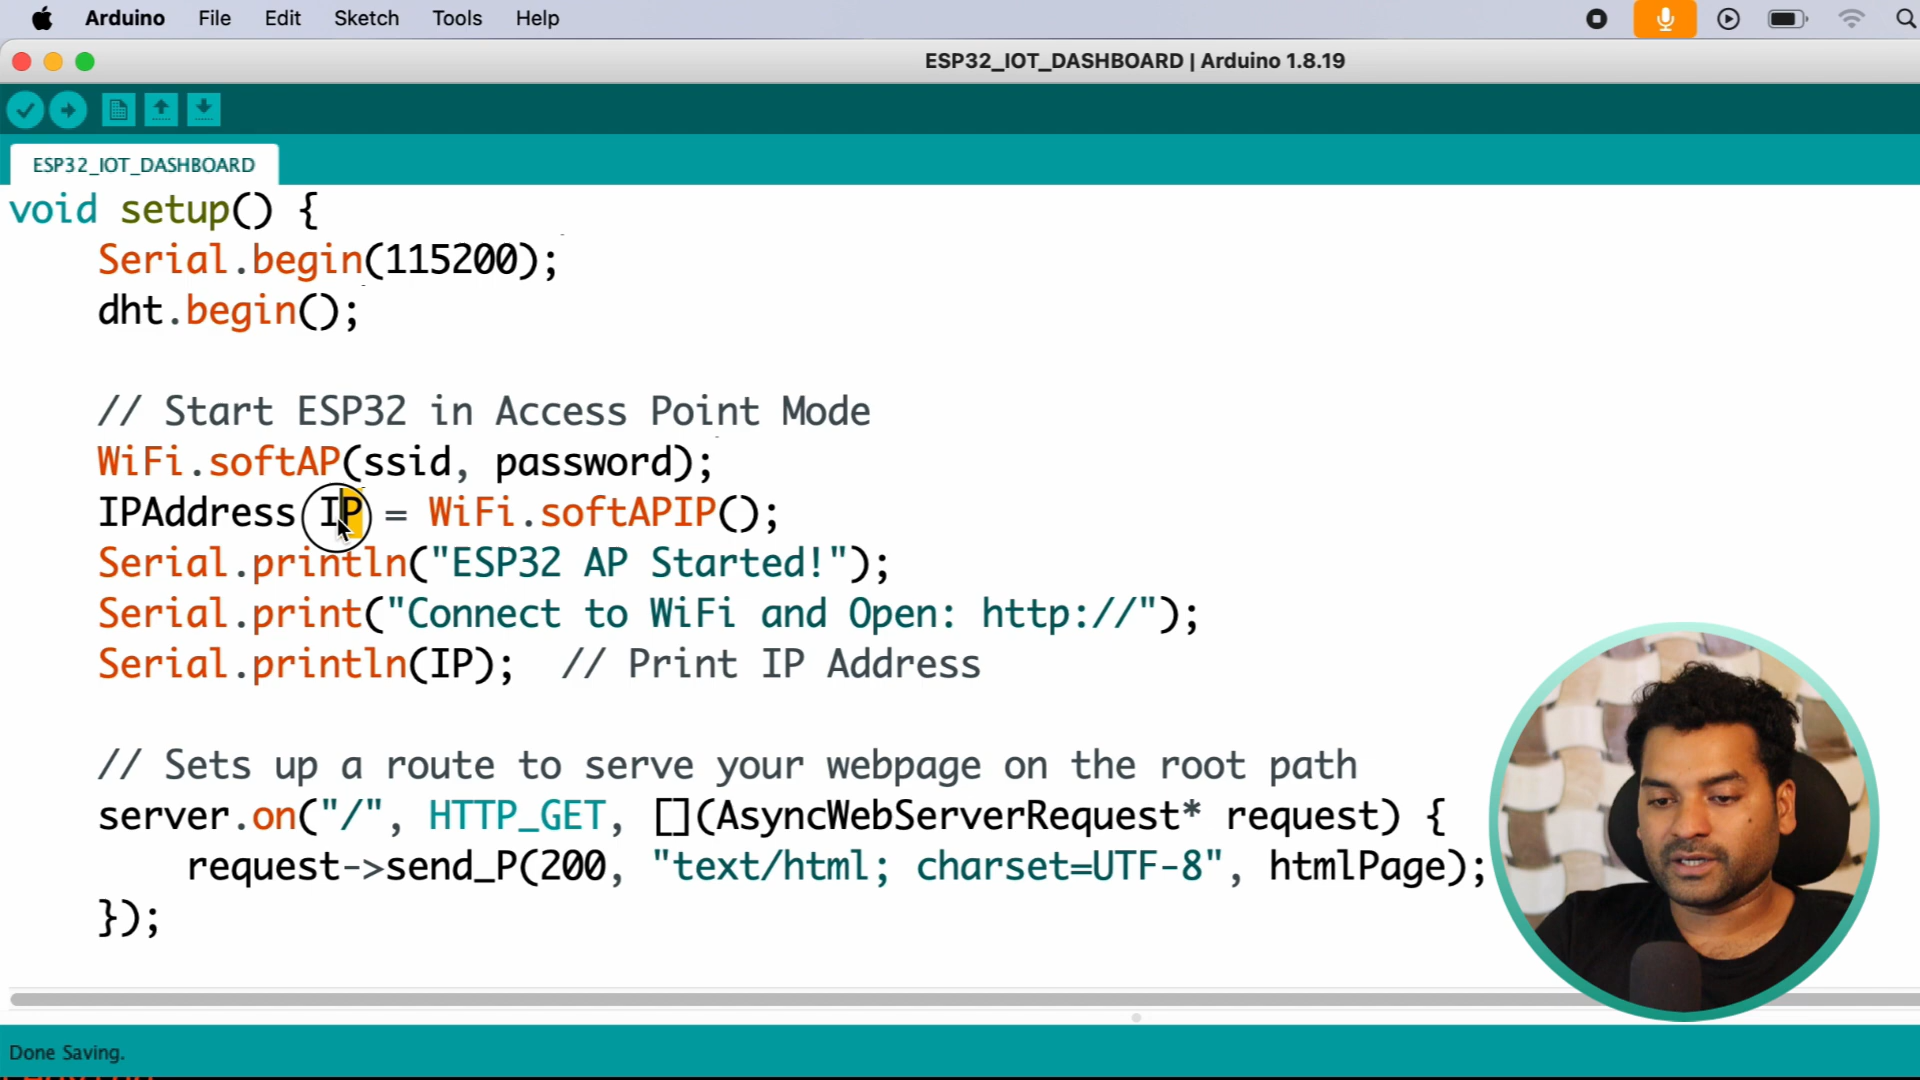 Arduino File Edit Sketch Tools Help
ESP32_IOT_DASHBOARD | Arduino 1.8.19
ESP32_IOT_DASHBOARD
void setup() {
Serial.begin(115200);
dht.begin();
// Start ESP32 in Access Point Mode
WiFi.softAP(ssid, password);
IPAddress IP = WiFi.softAPIP();
Serial.println("ESP32 AP Started!");
Serial.print("Connect to WiFi and Open: http://");
Serial.println(IP);  // Print IP Address
// Sets up a route to serve your webpage on the root path
server.on("/", HTTP_GET, [](AsyncWebServerRequest* request) {
request->send_P(200, "text/html; charset=UTF-8", htmlPage);
});
Done Saving.